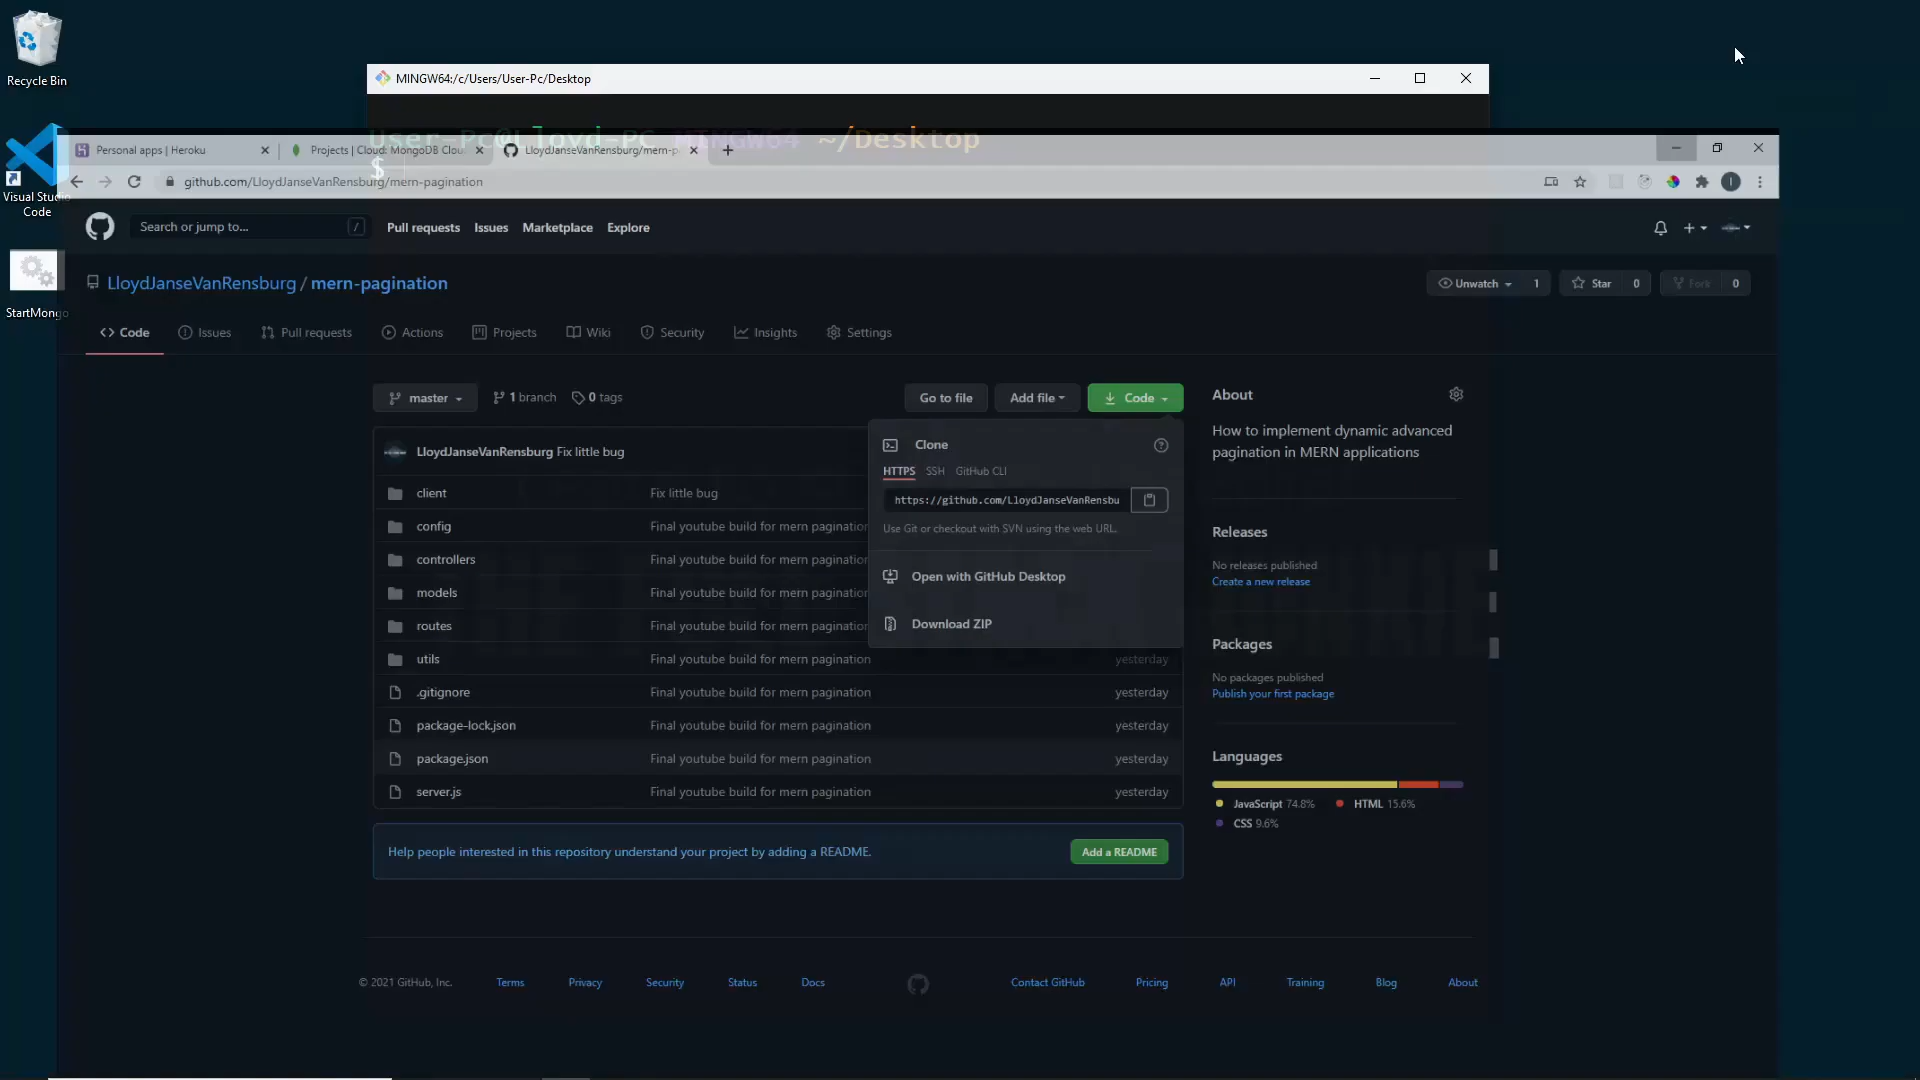 Recycle Bin
Visual Studio
Code
StartMongo
MINGW64:/c/Users/User-Pc/Desktop
User-Pc@Lloyd-PC MINGW64 ~/Desktop
$
Personal apps | Heroku
Projects | Cloud: MongoDB Cloud
LloydJanseVanRensburg/mern-p
github.com/LloydJanseVanRensburg/mern-pagination
Search or jump to...
/
Pull requests
Issues
Marketplace
Explore
LloydJanseVanRensburg / mern-pagination
Unwatch
1
Star
0
Fork
0
Code
Issues
Pull requests
Actions
Projects
Wiki
Security
Insights
Settings
master
1 branch
0 tags
Go to file
Add file
Code
LloydJanseVanRensburg Fix little bug
client
Fix little bug
config
Final youtube build for mern pagination
controllers
Final youtube build for mern pagination
models
Final youtube build for mern pagination
routes
Final youtube build for mern pagination
utils
Final youtube build for mern pagination
yesterday
.gitignore
Final youtube build for mern pagination
yesterday
package-lock.json
Final youtube build for mern pagination
yesterday
package.json
Final youtube build for mern pagination
yesterday
server.js
Final youtube build for mern pagination
yesterday
Clone
HTTPS
SSH
GitHub CLI
https://github.com/LloydJanseVanRensbu
Use Git or checkout with SVN using the web URL.
Open with GitHub Desktop
Download ZIP
Help people interested in this repository understand your project by adding a README.
Add a README
About
How to implement dynamic advanced
pagination in MERN applications
Releases
No releases published
Create a new release
Packages
No packages published
Publish your first package
Languages
JavaScript 74.8%
HTML 15.6%
CSS 9.6%
© 2021 GitHub, Inc.
Terms
Privacy
Security
Status
Docs
Contact GitHub
Pricing
API
Training
Blog
About